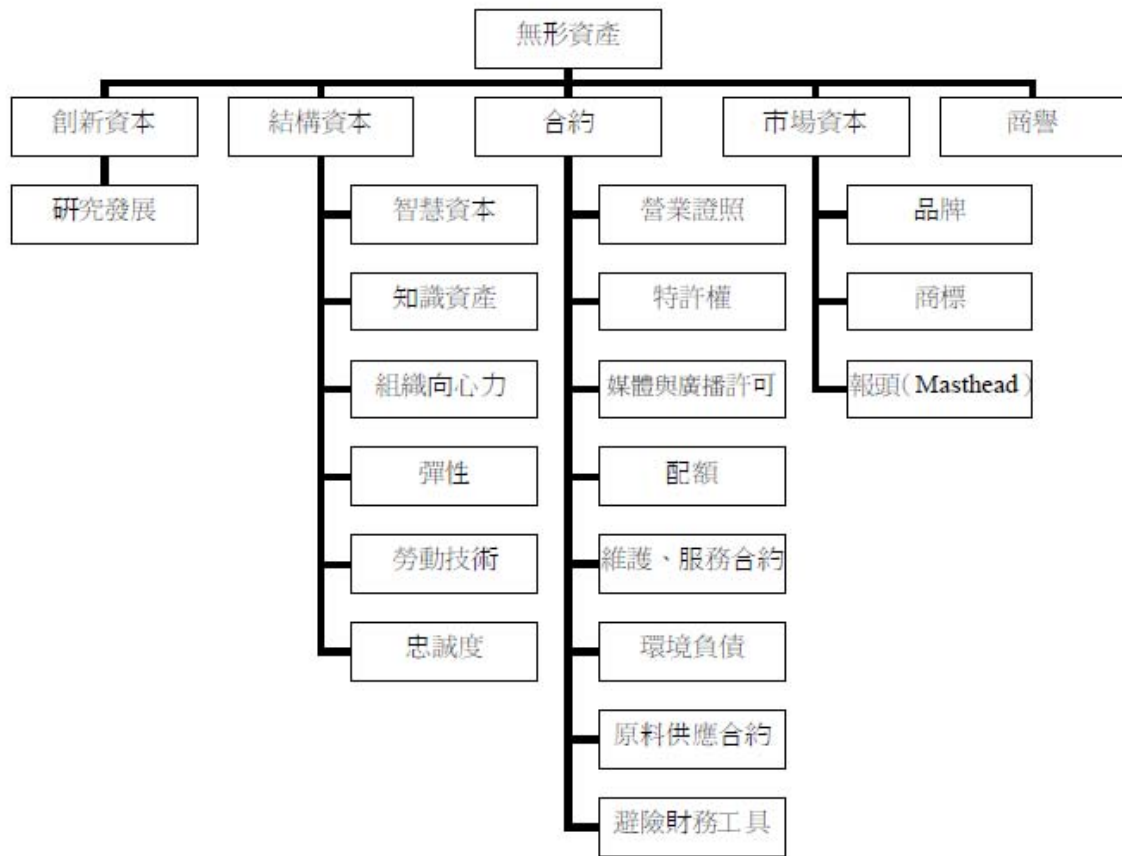 無形資產
創新資本
結構資本
合約
市場資本
商譽
研究發展
智慧資本
知識資產
組織向心力
彈性
勞動技術
忠誠度
營業證照
特許權
媒體與廣播許可
配額
維護、服務合約
環境負債
原料供應合約
避險財務工具
品牌
商標
報頭(Masthead)